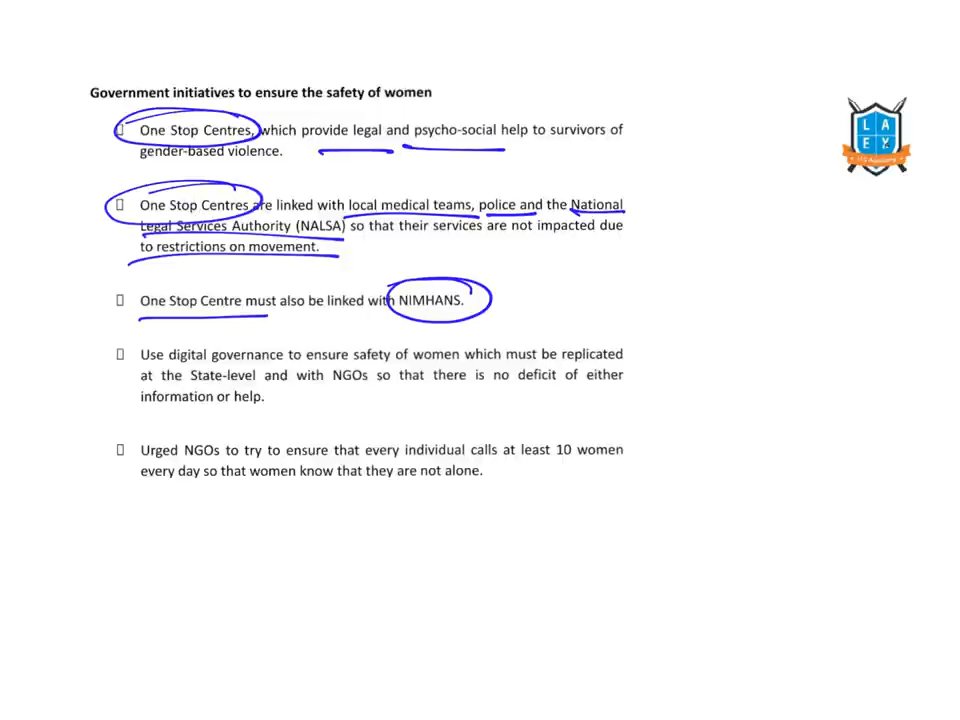 Government initiatives to ensure the safety of women
One Stop Centres, which provide legal and psycho-social help to survivors of
gender-based violence.
One Stop Centres are linked with local medical teams, police and the National
Legal Services Authority (NALSA) so that their services are not impacted due
to restrictions on movement.
One Stop Centre must also be linked with NIMHANS.
Use digital governance to ensure safety of women which must be replicated
at the State-level and with NGOs so that there is no deficit of either
information or help.
Urged NGOs to try to ensure that every individual calls at least 10 women
every day so that women know that they are not alone.
L A
E X